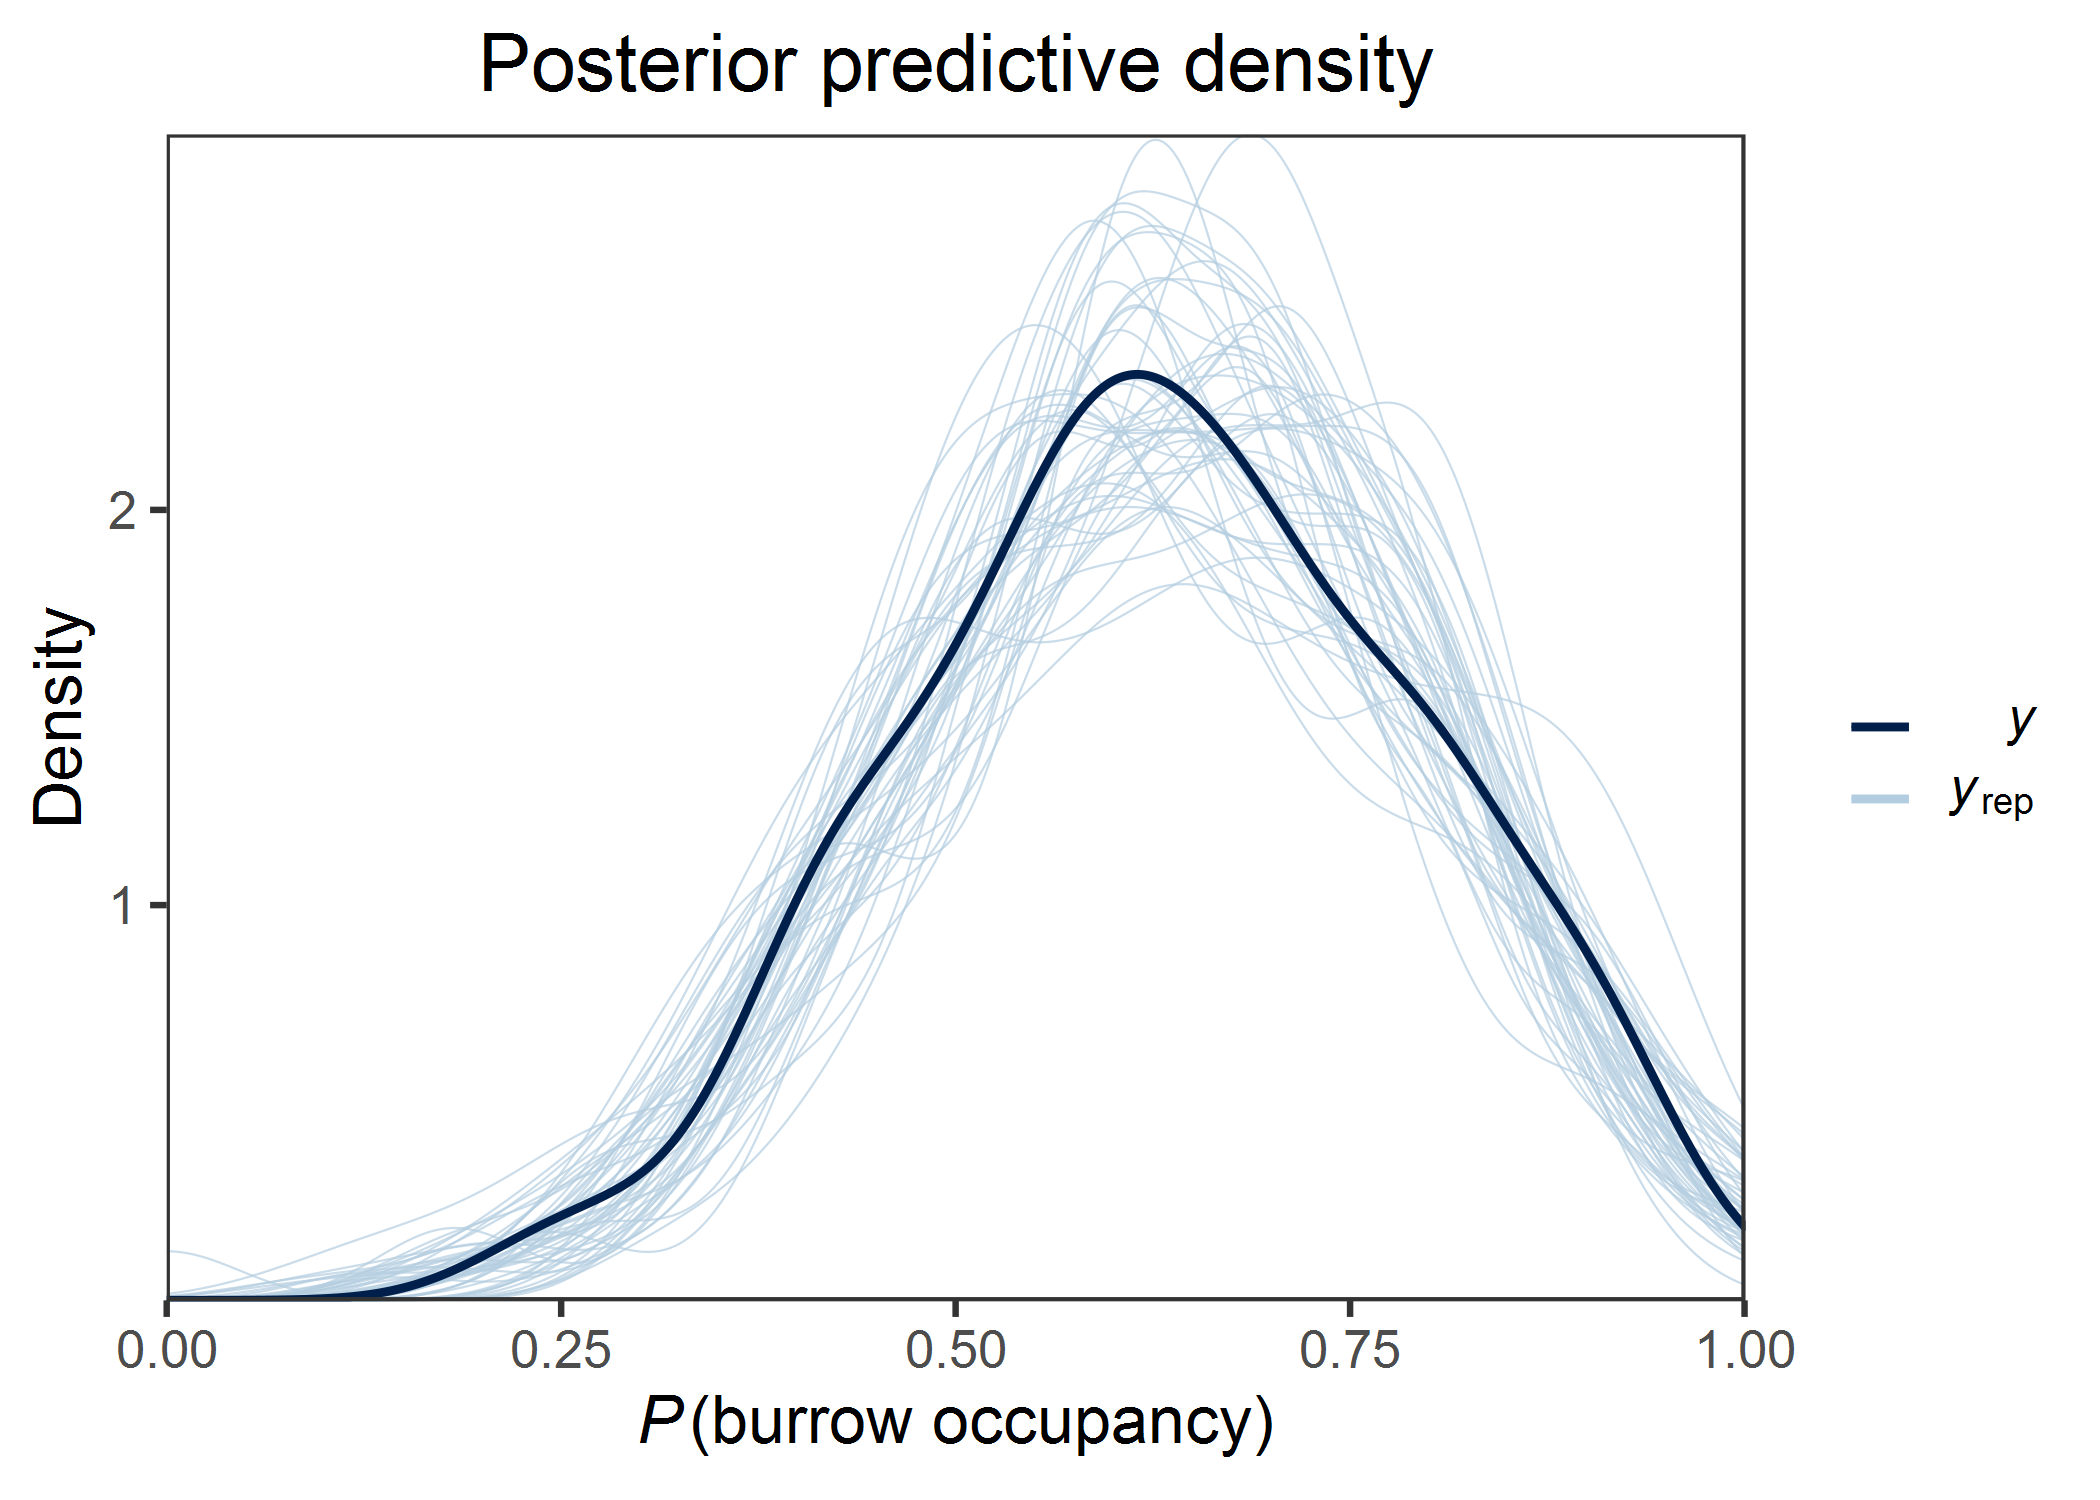 Posterior predictive density
Density
2
1
0.00 0.25 0.50 0.75 1.00
P(burrow occupancy)
y
yrep